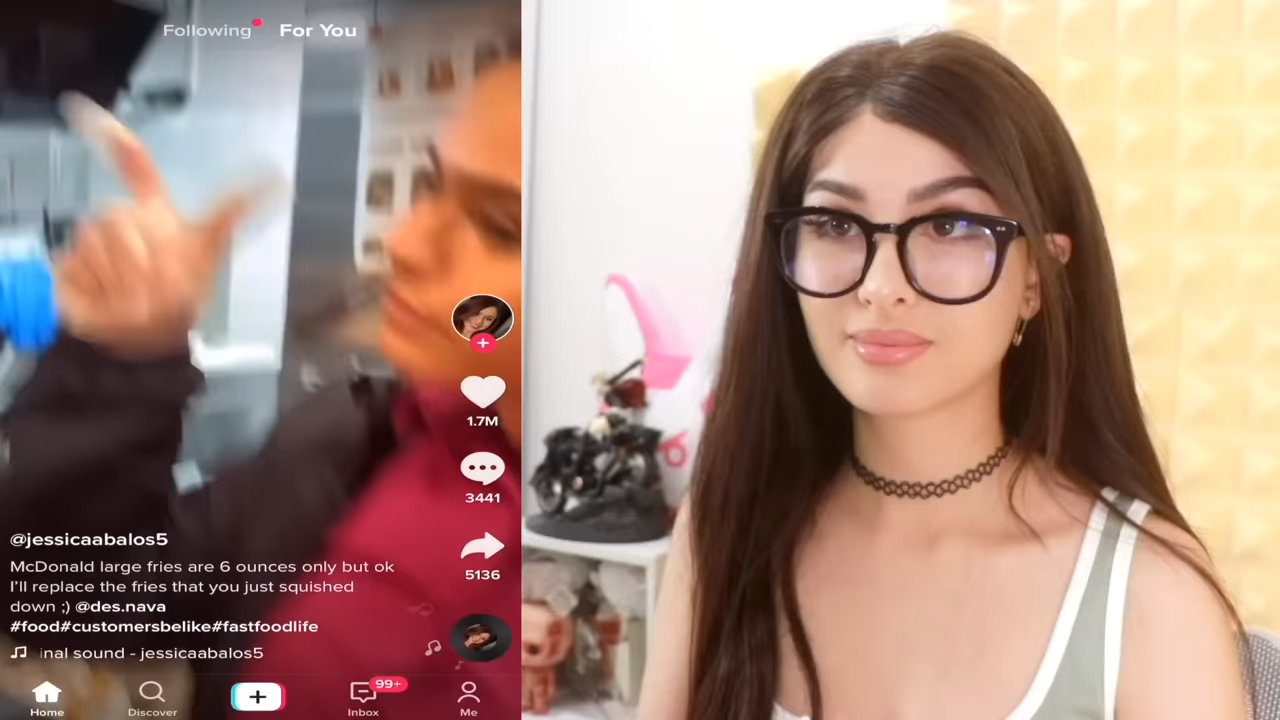 Following For You
1.7M
3441
5136
@jessicaabalos5
McDonald large fries are 6 ounces only but ok
I'll replace the fries that you just squished
down ;) @des.nava
#food#customersbelike#fastfoodlife
inal sound - jessicaabalos5
99+
Home Discover Inbox Me